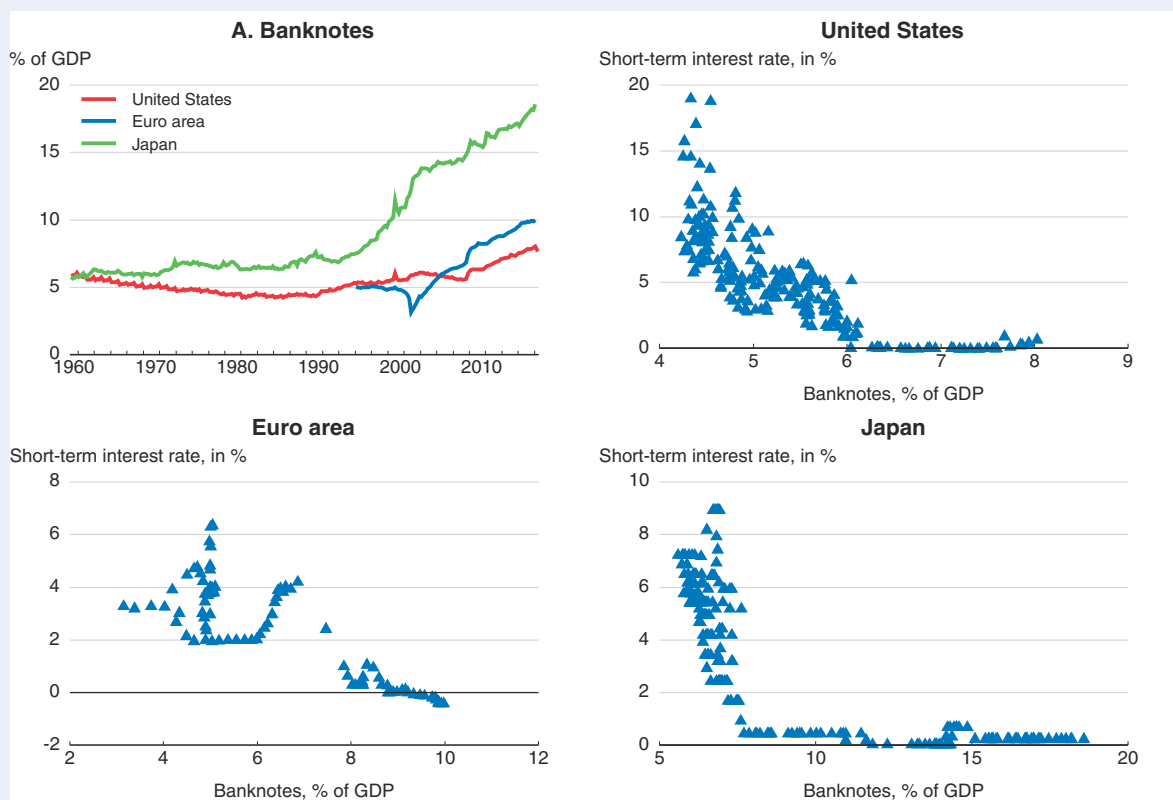 A. Banknotes
% of GDP
20
15
10
5
0
United States
Euro area
Japan
1960 1970 1980 1990 2000 2010
United States
Short-term interest rate, in %
20
15
10
5
0
4 5 6 7 8 9
Banknotes, % of GDP
Euro area
Short-term interest rate, in %
8
6
4
2
0
-2
2 4 6 8 10 12
Banknotes, % of GDP
Japan
Short-term interest rate, in %
10
8
6
4
2
0
5 10 15 20
Banknotes, % of GDP